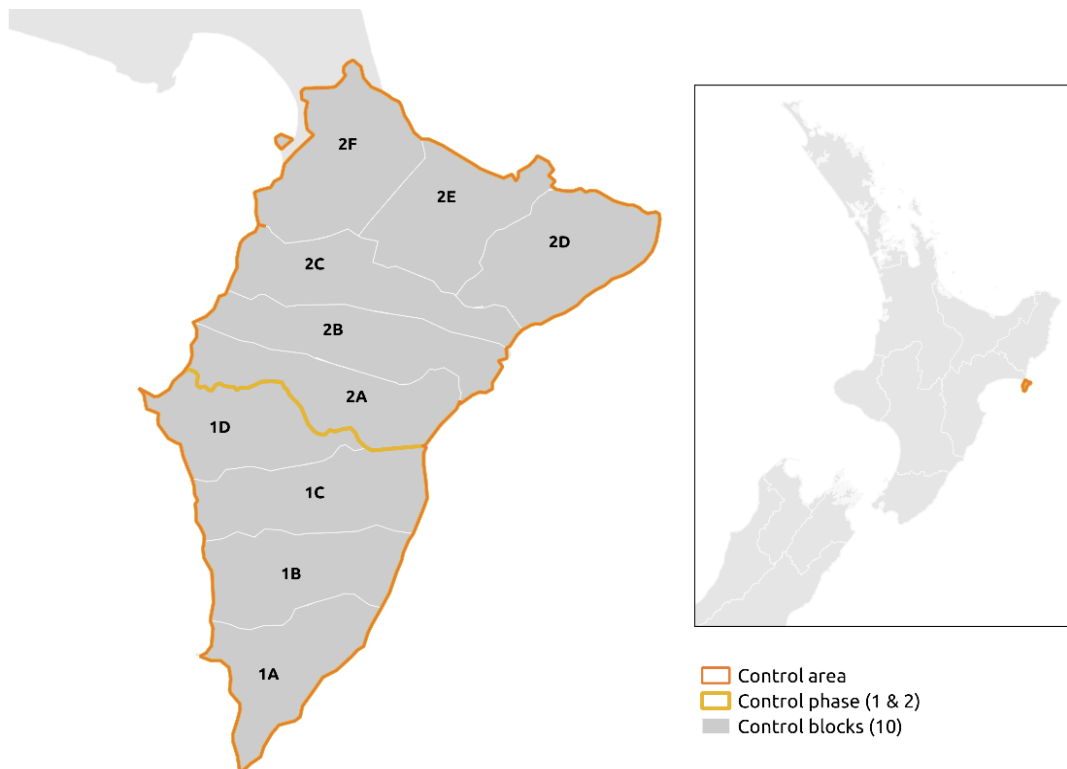 2F
2E
2D
2C
2B
2A
1D
1C
1B
1A
Control area
Control phase (1 & 2)
Control blocks (10)